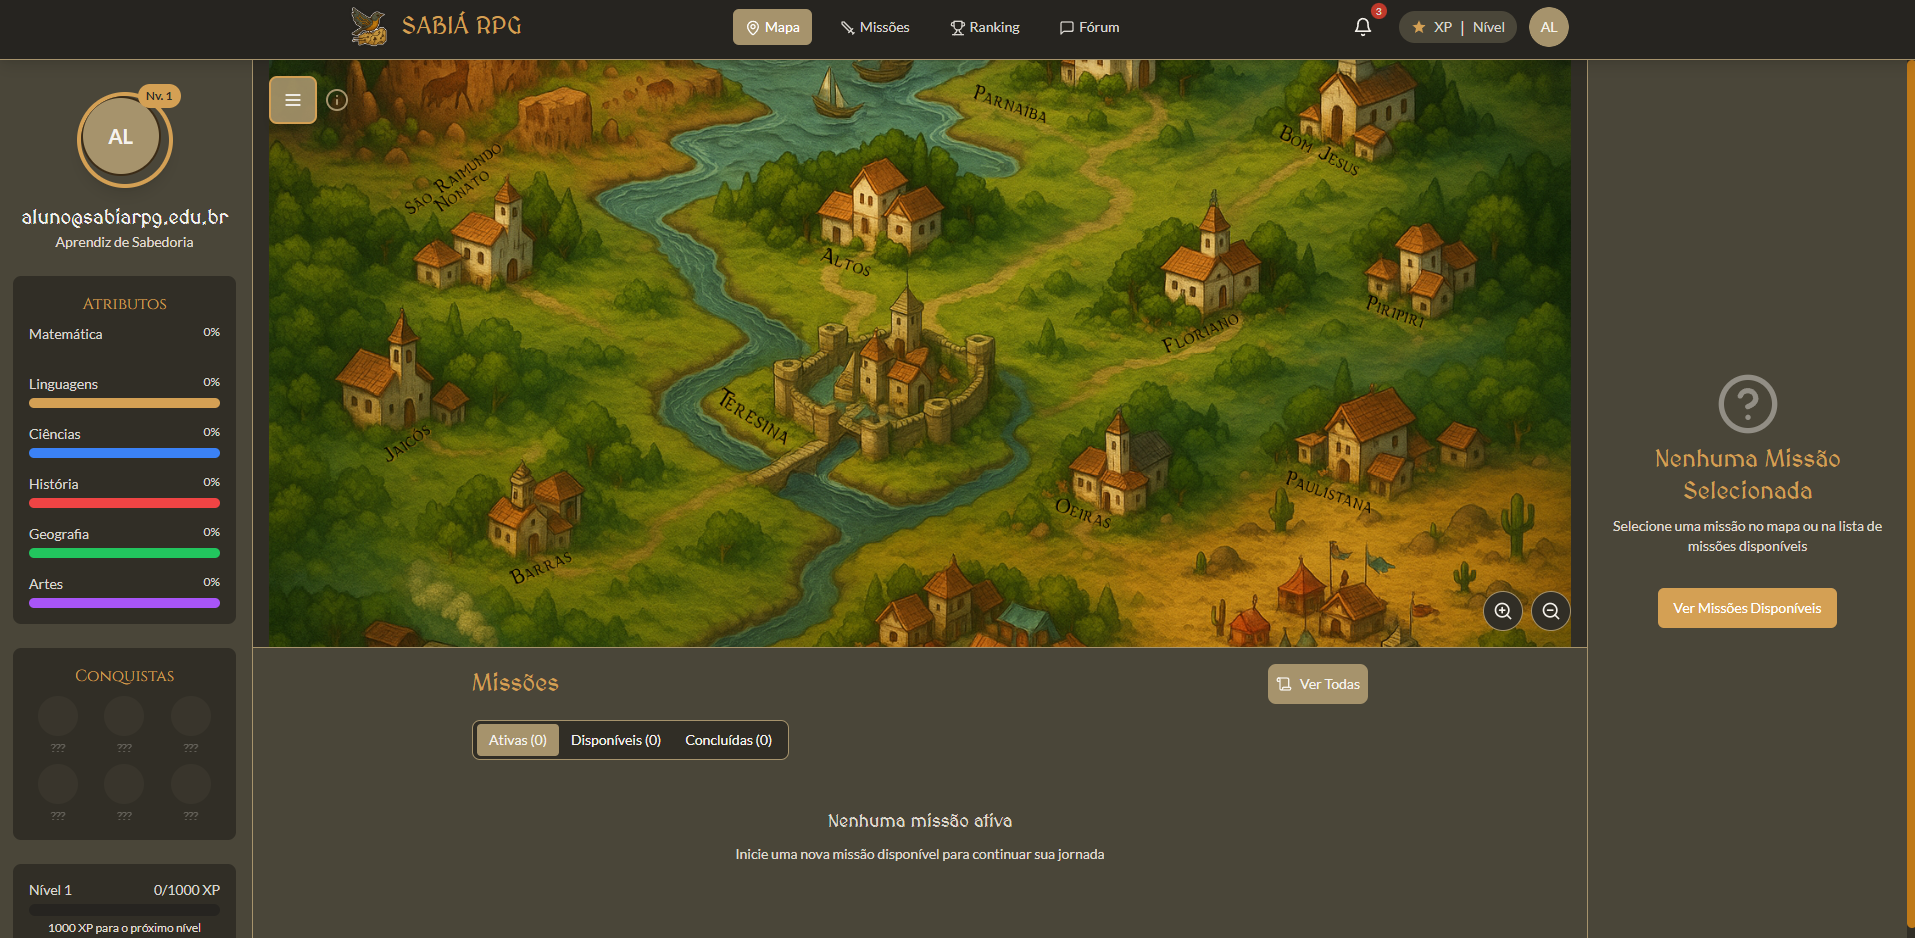 SABIÁ RPG
Mapa
Missões
Ranking
Fórum
3
XP | Nível
AL
Nv. 1
AL
aluno@sabiarpg.edu.br
Aprendiz de Sabedoria
Atributos
Matemática 0%
Linguagens 0%
Ciências 0%
História 0%
Geografia 0%
Artes 0%
Conquistas
??? ??? ???
??? ??? ???
Nível 1 0/1000 XP
1000 XP para o próximo nível
Parnaiba
Bom Jesus
São Raimundo
Nonato
Altos
Piripiri
Floriano
Teresina
Jaicós
Paulistana
Oeiras
Barras
Missões
Ver Todas
Ativas (0) Disponíveis (0) Concluídas (0)
Nenhuma missão ativa
Inicie uma nova missão disponível para continuar sua jornada
Nenhuma Missão
Selecionada
Selecione uma missão no mapa ou na lista de
missões disponíveis
Ver Missões Disponíveis